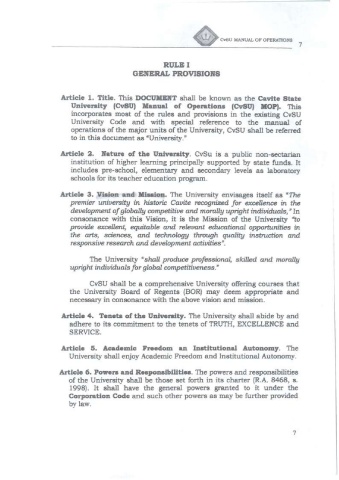 CvSU MANUAL OF OPERATIONS
7
RULE I
GENERAL PROVISIONS
Article 1. Title. This DOCUMENT shall be known as the Cavite State
University (CvSU) Manual of Operations (CvSU) MOP). This
incorporates most of the rules and provisions in the existing CvSU
University Code and with special reference to the manual of
operations of the major units of the University, CvSU shall be referred
to in this document as "University."
Article 2. Nature of the University. CvSu is a public non-sectarian
institution of higher learning principally supported by state funds. It
includes pre-school, elementary and secondary levels as laboratory
schools for its teacher education program.
Article 3. Vision and Mission. The University envisages itself as "The
premier university in historic Cavite recognized for excellence in the
development of globally competitive and morally upright individuals," In
consonance with this Vision, it is the Mission of the University "to
provide excellent, equitable and relevant educational opportunities in
the arts, sciences, and technology through quality instruction and
responsive research and development activities".
The University "shall produce professional, skilled and morally
upright individuals for global competitiveness."
CvSU shall be a comprehensive University offering courses that
the University Board of Regents (BOR) may deem appropriate and
necessary in consonance with the above vision and mission.
Article 4. Tenets of the University. The University shall abide by and
adhere to its commitment to the tenets of TRUTH, EXCELLENCE and
SERVICE.
Article 5. Academic Freedom an Institutional Autonomy. The
University shall enjoy Academic Freedom and Institutional Autonomy.
Article 6. Powers and Responsibilities. The powers and responsibilities
of the University shall be those set forth in its charter (R.A. 8468, s.
1998). It shall have the general powers granted to it under the
Corporation Code and such other powers as may be further provided
by law.
7